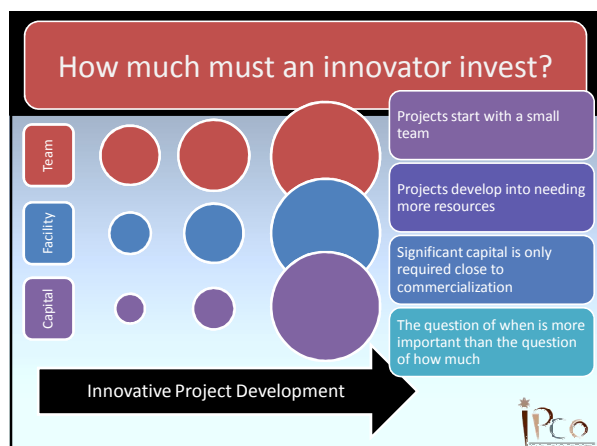 How much must an innovator invest?
Team
Facility
Capital
Projects start with a small
team
Projects develop into needing
more resources
Significant capital is only
required close to
commercialization
The question of when is more
important than the question
of how much
Innovative Project Development
IPCO